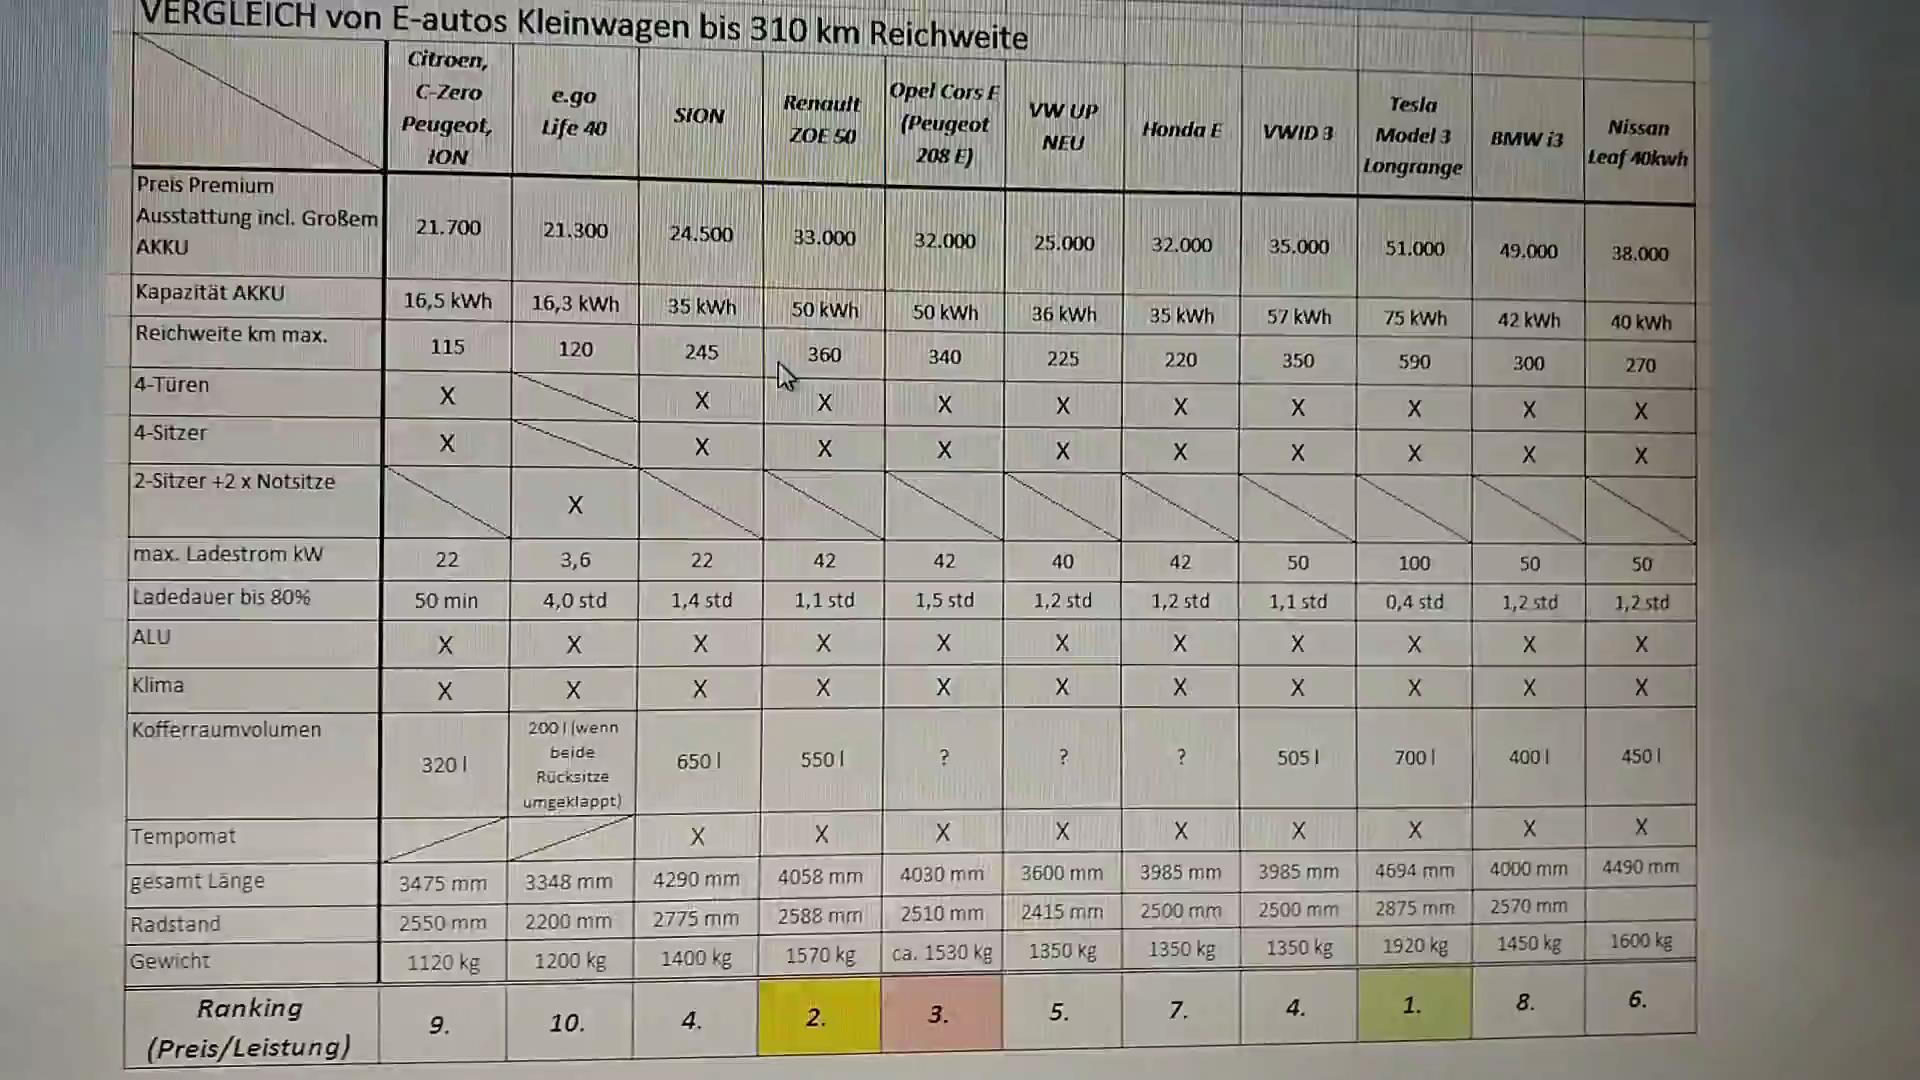 VERGLEICH von E-autos Kleinwagen bis 310 km Reichweite
Citroen, C-Zero Peugeot, ION | e.go Life 40 | SION | Renault ZOE 50 | Opel Cors E (Peugeot 208 E) | VW UP NEU | Honda E | VWID 3 | Tesla Model 3 Longrange | BMW i3 | Nissan Leaf 40kwh
Preis Premium Ausstattung incl. Großem AKKU | 21.700 | 21.300 | 24.500 | 33.000 | 32.000 | 25.000 | 32.000 | 35.000 | 51.000 | 49.000 | 38.000
Kapazität AKKU | 16,5 kWh | 16,3 kWh | 35 kWh | 50 kWh | 50 kWh | 36 kWh | 35 kWh | 57 kWh | 75 kWh | 42 kWh | 40 kWh
Reichweite km max. | 115 | 120 | 245 | 360 | 340 | 225 | 220 | 350 | 590 | 300 | 270
4-Türen | X | | X | X | X | X | X | X | X | X | X
4-Sitzer | X | | X | X | X | X | X | X | X | X | X
2-Sitzer +2 x Notsitze | | X | | | | | | | | |
max. Ladestrom kW | 22 | 3,6 | 22 | 42 | 42 | 40 | 42 | 50 | 100 | 50 | 50
Ladedauer bis 80% | 50 min | 4,0 std | 1,4 std | 1,1 std | 1,5 std | 1,2 std | 1,2 std | 1,1 std | 0,4 std | 1,2 std | 1,2 std
ALU | X | X | X | X | X | X | X | X | X | X | X
Klima | X | X | X | X | X | X | X | X | X | X | X
Kofferraumvolumen | 320 l | 200 l (wenn beide Rücksitze umgeklappt) | 650 l | 550 l | ? | ? | ? | 505 l | 700 l | 400 l | 450 l
Tempomat | | | X | X | X | X | X | X | X | X | X
gesamt Länge | 3475 mm | 3348 mm | 4290 mm | 4058 mm | 4030 mm | 3600 mm | 3985 mm | 3985 mm | 4694 mm | 4000 mm | 4490 mm
Radstand | 2550 mm | 2200 mm | 2775 mm | 2588 mm | 2510 mm | 2415 mm | 2500 mm | 2500 mm | 2875 mm | 2570 mm |
Gewicht | 1120 kg | 1200 kg | 1400 kg | 1570 kg | ca. 1530 kg | 1350 kg | 1350 kg | 1350 kg | 1920 kg | 1450 kg | 1600 kg
Ranking (Preis/Leistung) | 9. | 10. | 4. | 2. | 3. | 5. | 7. | 4. | 1. | 8. | 6.